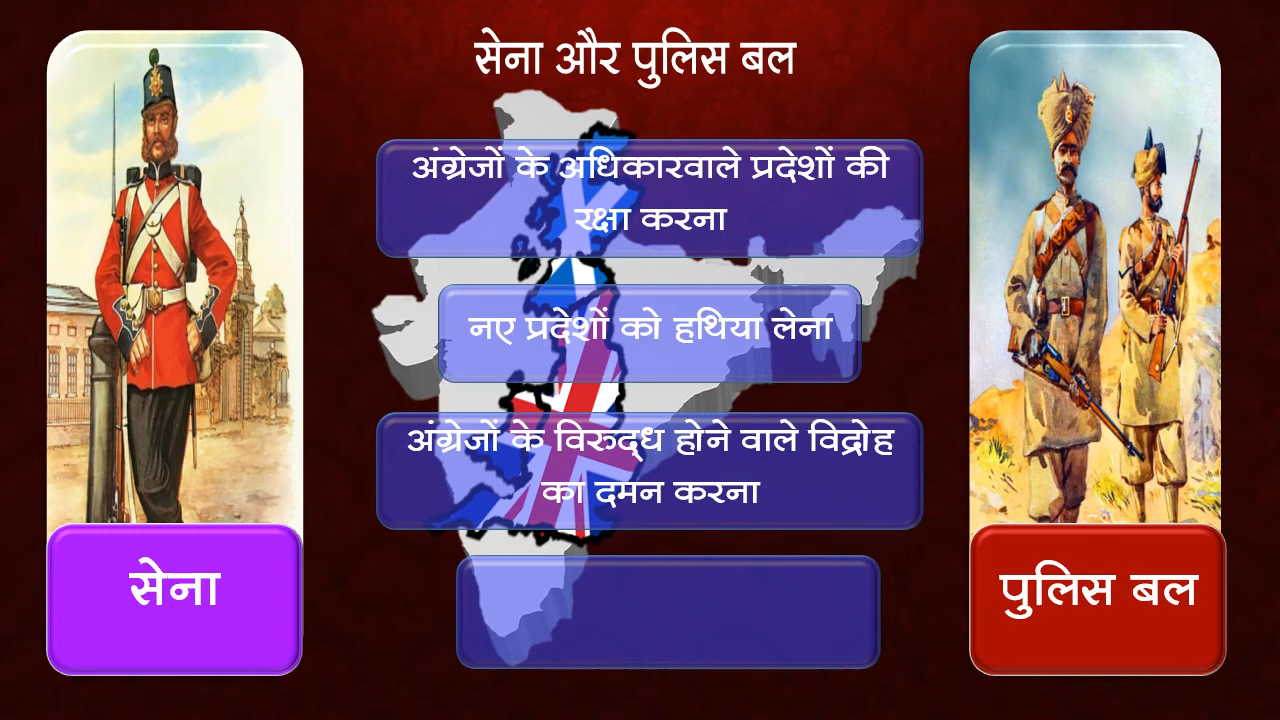 सेना और पुलिस बल
अंग्रेजों के अधिकारवाले प्रदेशों की
रक्षा करना
नए प्रदेशों को हथिया लेना
अंग्रेजों के विरुद्ध होने वाले विद्रोह
का दमन करना
सेना
पुलिस बल